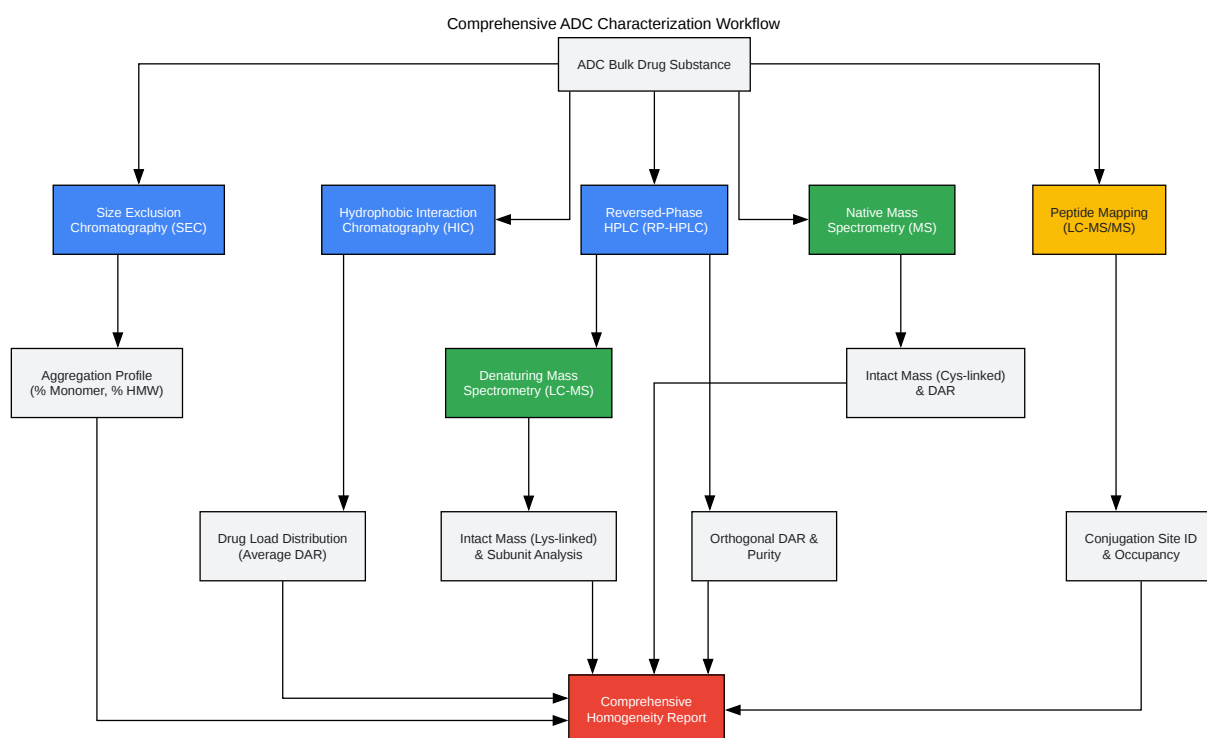 Comprehensive ADC Characterization Workflow
ADC Bulk Drug Substance
Size Exclusion
Chromatography (SEC)
Hydrophobic Interaction
Chromatography (HIC)
Reversed-Phase
HPLC (RP-HPLC)
Native Mass
Spectrometry (MS)
Peptide Mapping
(LC-MS/MS)
Aggregation Profile
(% Monomer, % HMW)
Denaturing Mass
Spectrometry (LC-MS)
Intact Mass (Cys-linked)
& DAR
Drug Load Distribution
(Average DAR)
Intact Mass (Lys-linked)
& Subunit Analysis
Orthogonal DAR &
Purity
Conjugation Site ID
& Occupancy
Comprehensive
Homogeneity Report